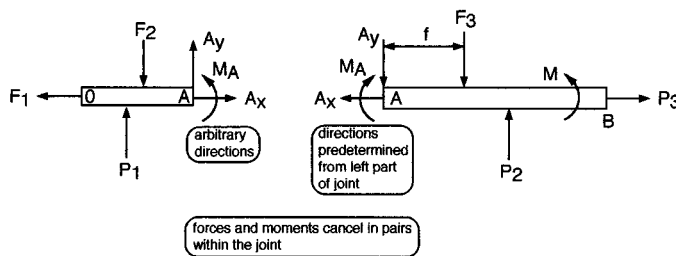 F2
Ay
MA
F1
O
A
Ax
P1
arbitrary
directions
F3
Ay
f
MA
M
Ax
A
P3
B
P2
directions
predetermined
from left part
of joint
forces and moments cancel in pairs
within the joint